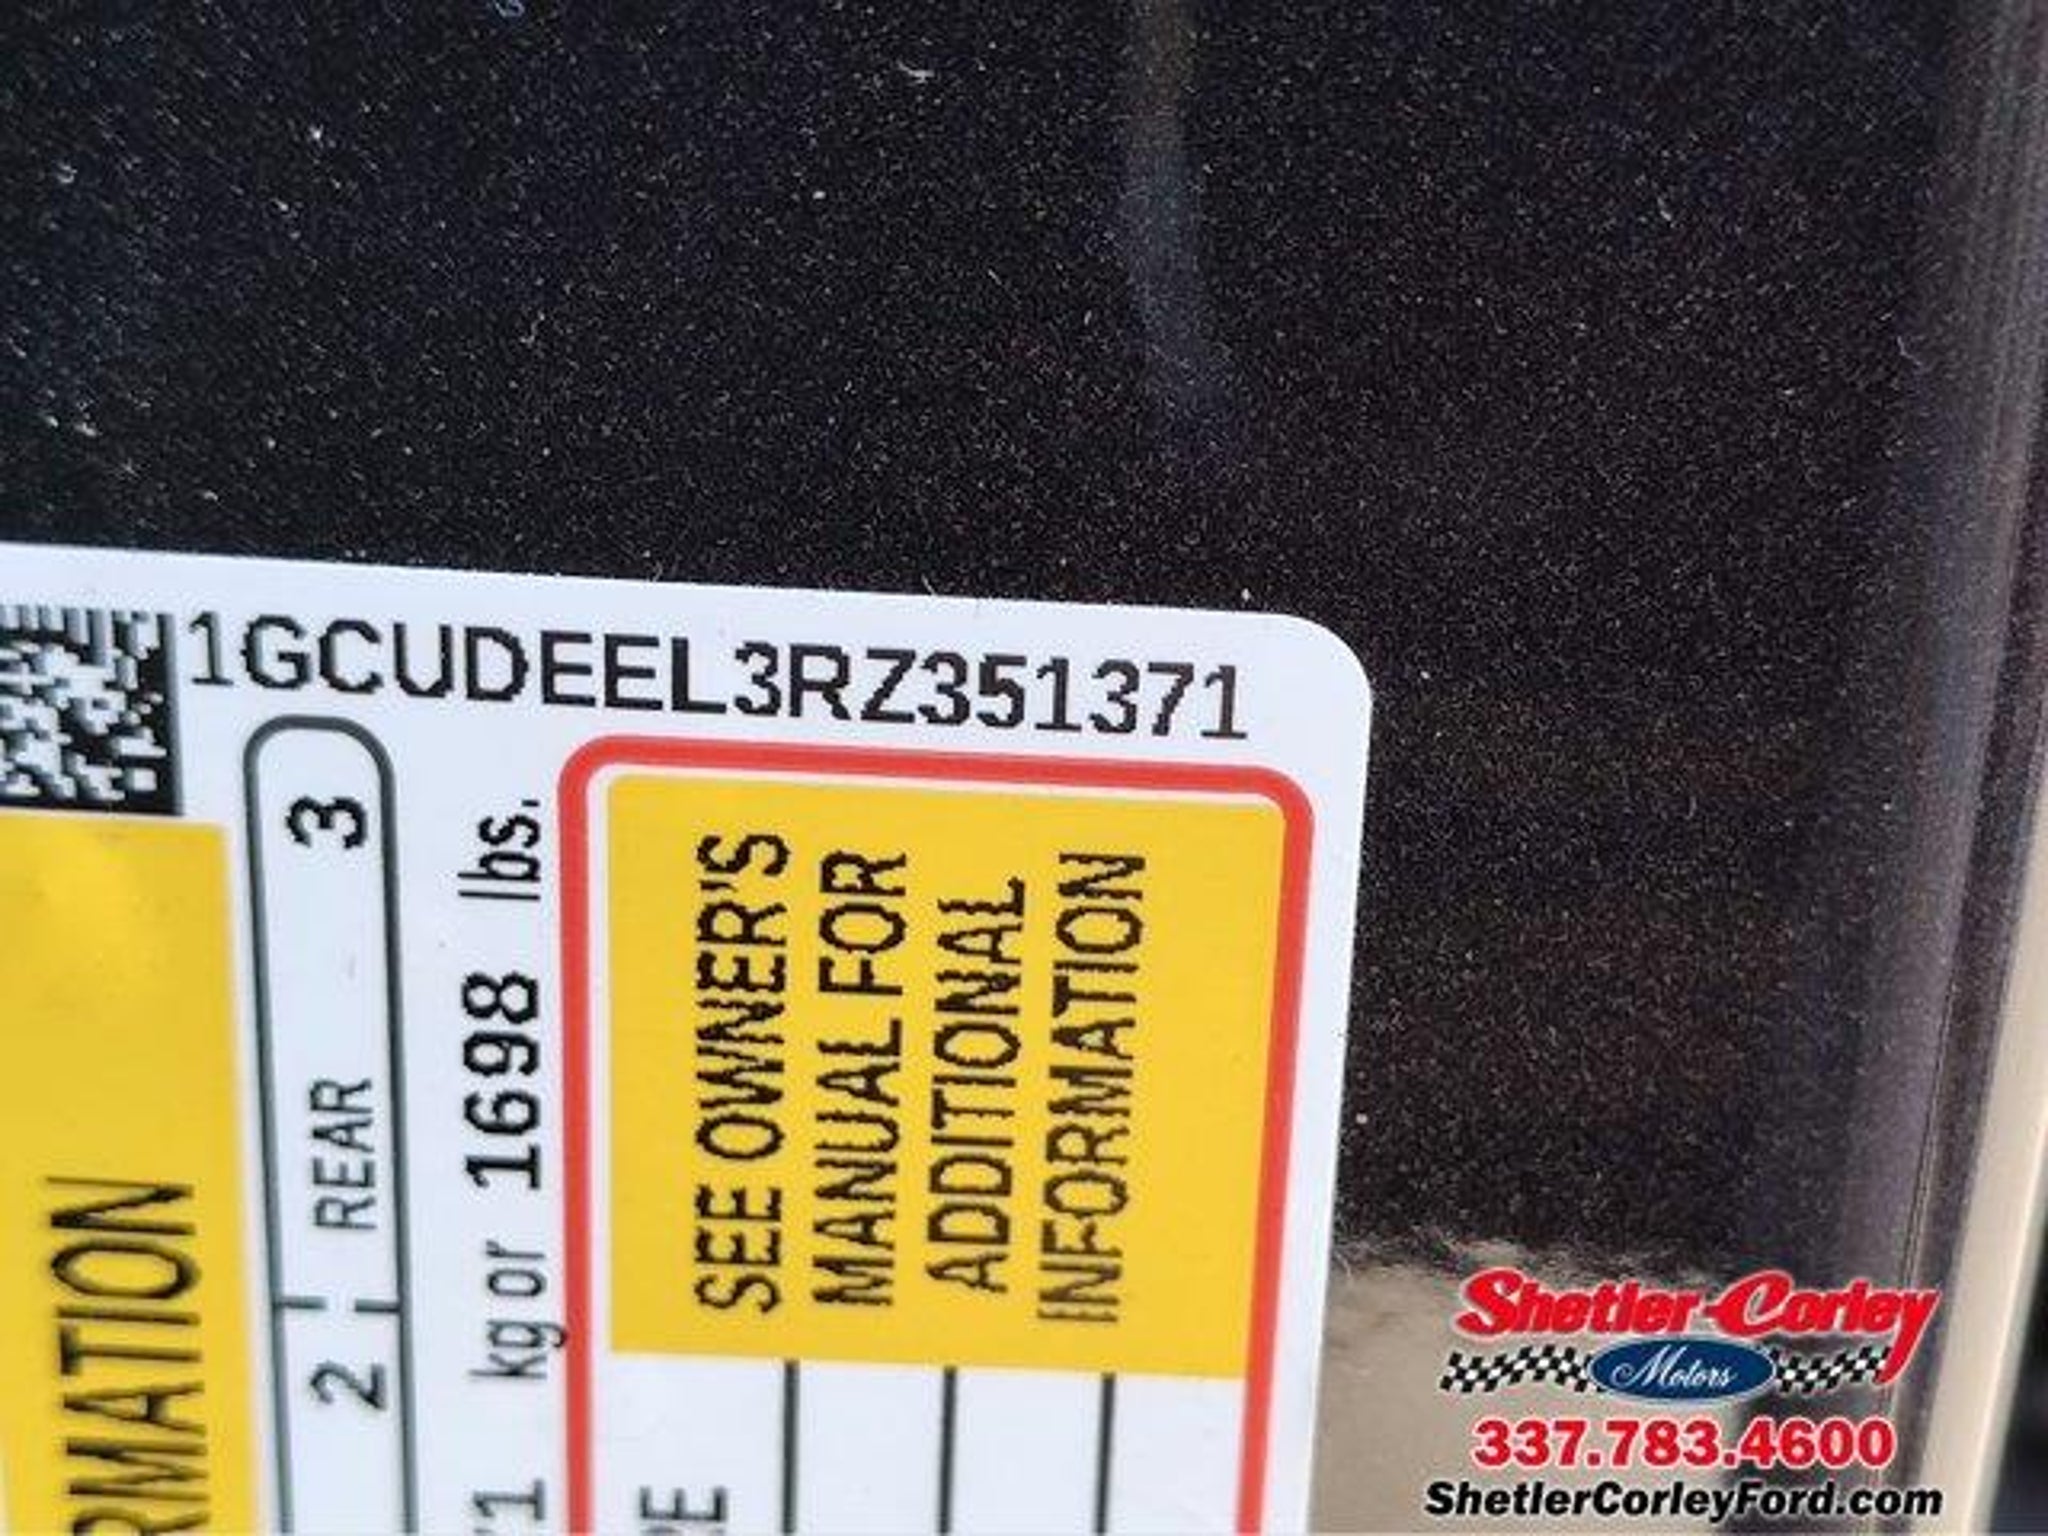 1GCUDEEL3RZ351371
3
REAR
2
kg or 1698 lbs.
SEE OWNER'S
MANUAL FOR
ADDITIONAL
INFORMATION
Shetler-Corley
Motors
337.783.4600
ShetlerCorleyFord.com